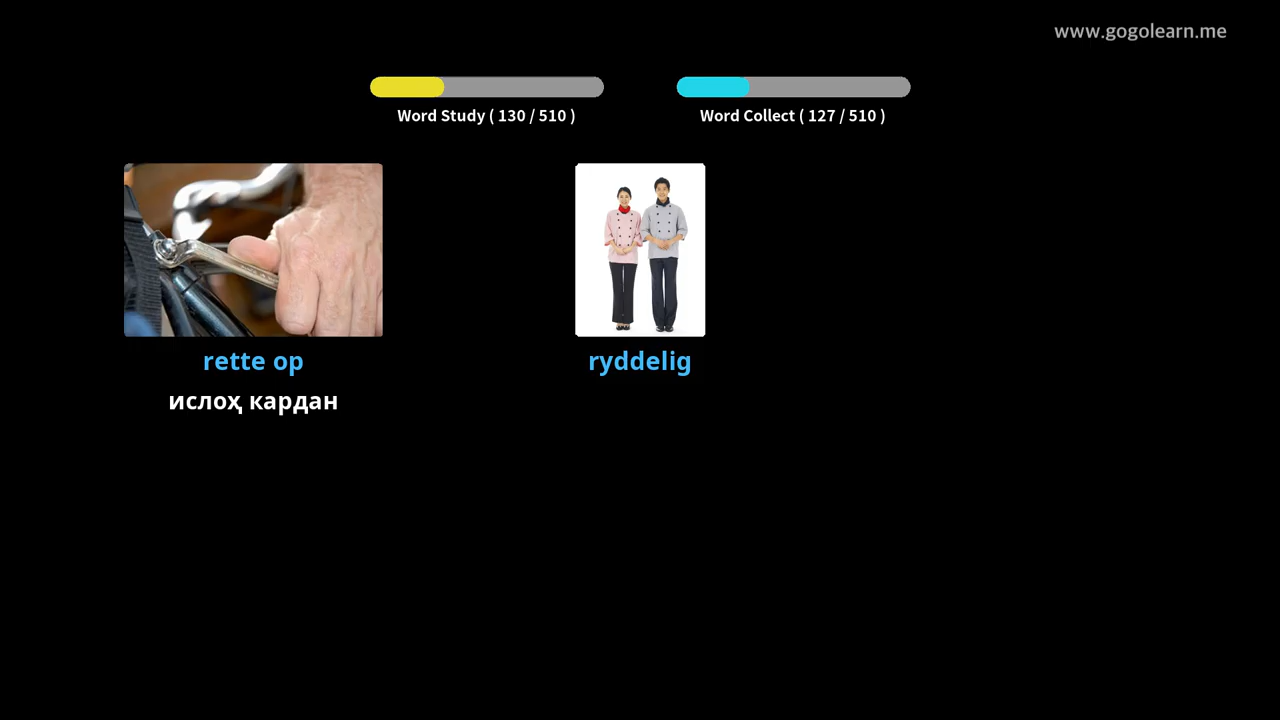 www.gogolearn.me
Word Study ( 130 / 510 )
Word Collect ( 127 / 510 )
rette op
ислоҳ кардан
ryddelig